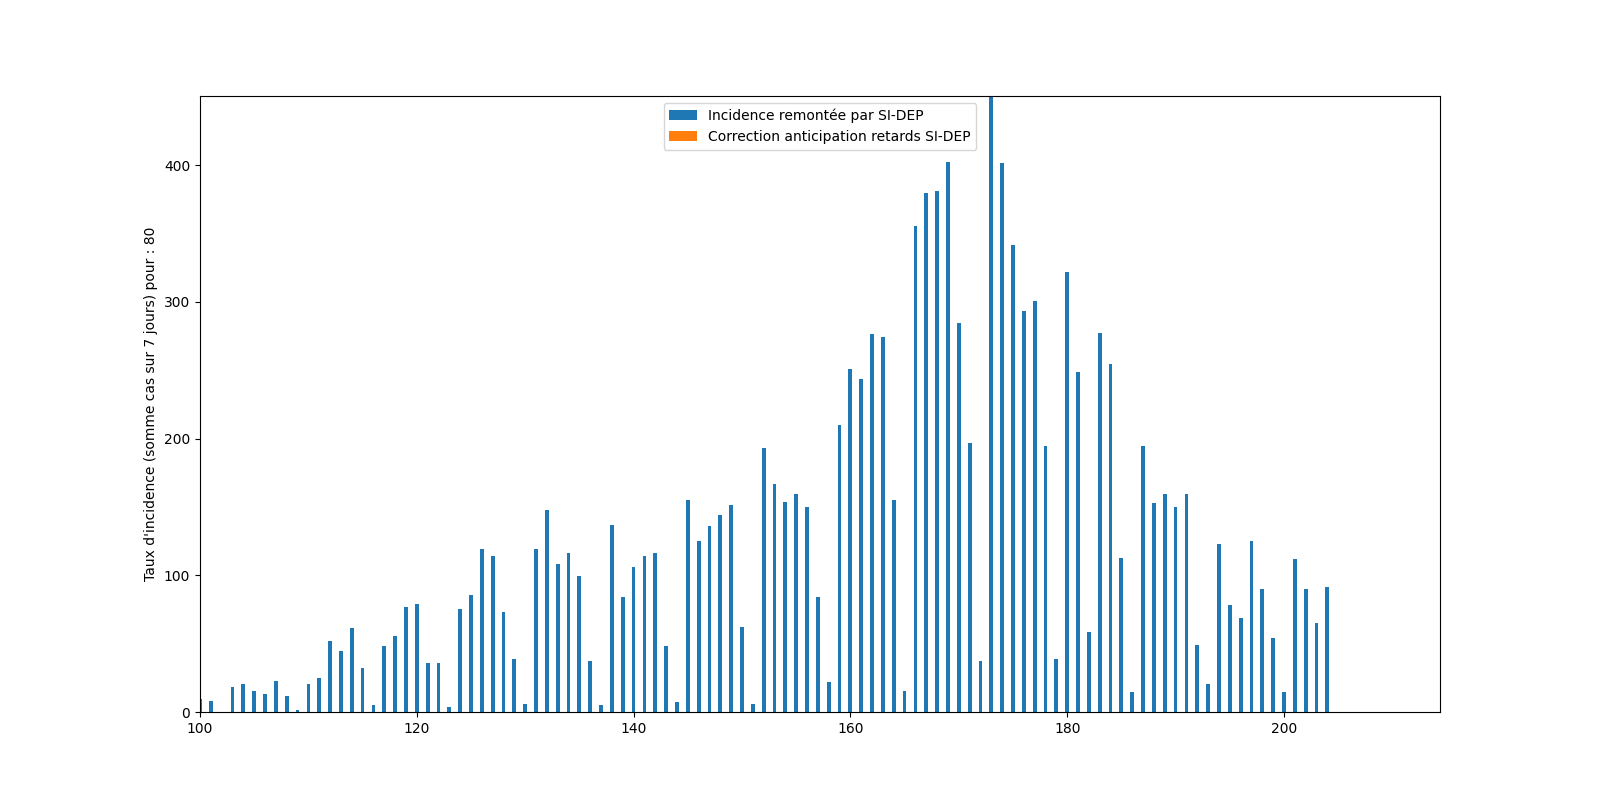 Incidence remontée par SI-DEP
Correction anticipation retards SI-DEP
Taux d'incidence (somme cas sur 7 jours) pour : 80
400
300
200
100
0
100 120 140 160 180 200